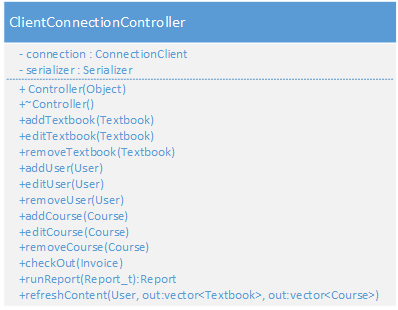 ClientConnectionController
- connection : ConnectionClient
- serializer : Serializer
+ Controller(Object)
+~Controller()
+addTextbook(Textbook)
+editTextbook(Textbook)
+removeTextbook(Textbook)
+addUser(User)
+editUser(User)
+removeUser(User)
+addCourse(Course)
+editCourse(Course)
+removeCourse(Course)
+checkOut(Invoice)
+runReport(Report_t):Report
+refreshContent(User, out:vector<Textbook>, out:vector<Course>)